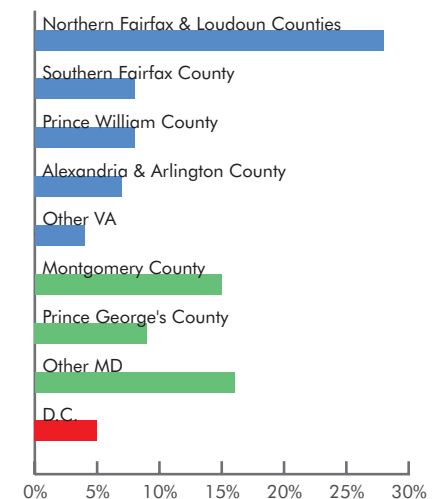 Northern Fairfax & Loudoun Counties
Southern Fairfax County
Prince William County
Alexandria & Arlington County
Other VA
Montgomery County
Prince George's County
Other MD
D.C.
0% 5% 10% 15% 20% 25% 30%